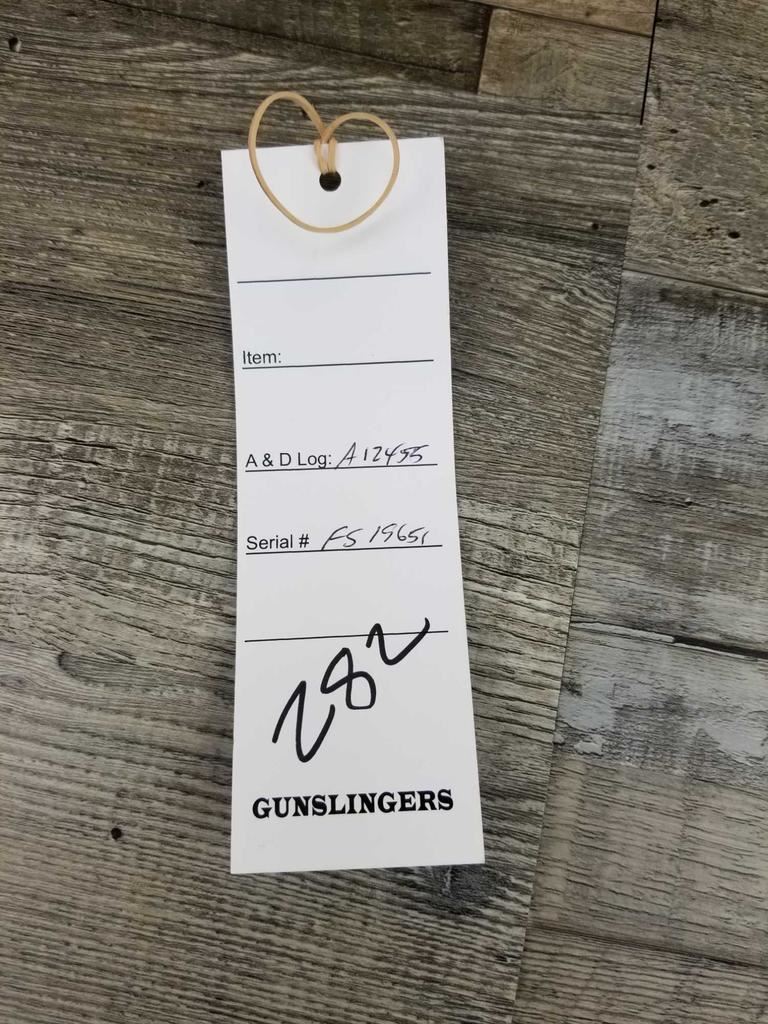 Item:
A & D Log: A12455
Serial # FS 19651
282
GUNSLINGERS